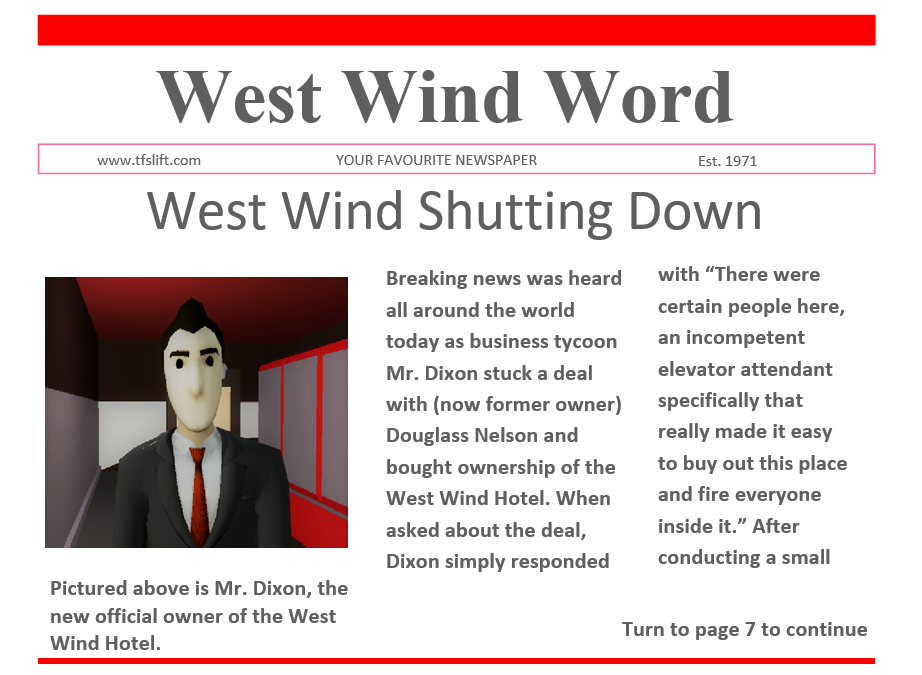 West Wind Word
www.tfslift.com YOUR FAVOURITE NEWSPAPER Est. 1971
West Wind Shutting Down
Pictured above is Mr. Dixon, the
new official owner of the West
Wind Hotel.
Breaking news was heard
all around the world
today as business tycoon
Mr. Dixon stuck a deal
with (now former owner)
Douglass Nelson and
bought ownership of the
West Wind Hotel. When
asked about the deal,
Dixon simply responded
with “There were
certain people here,
an incompetent
elevator attendant
specifically that
really made it easy
to buy out this place
and fire everyone
inside it.” After
conducting a small
Turn to page 7 to continue